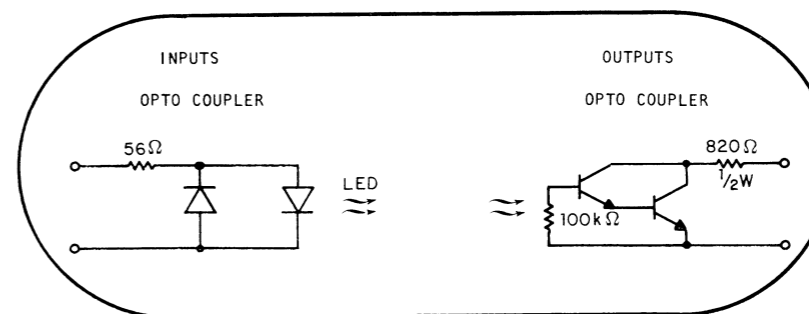 INPUTS
OPTO COUPLER
56Ω
LED
OUTPUTS
OPTO COUPLER
820Ω
1/2W
100kΩ